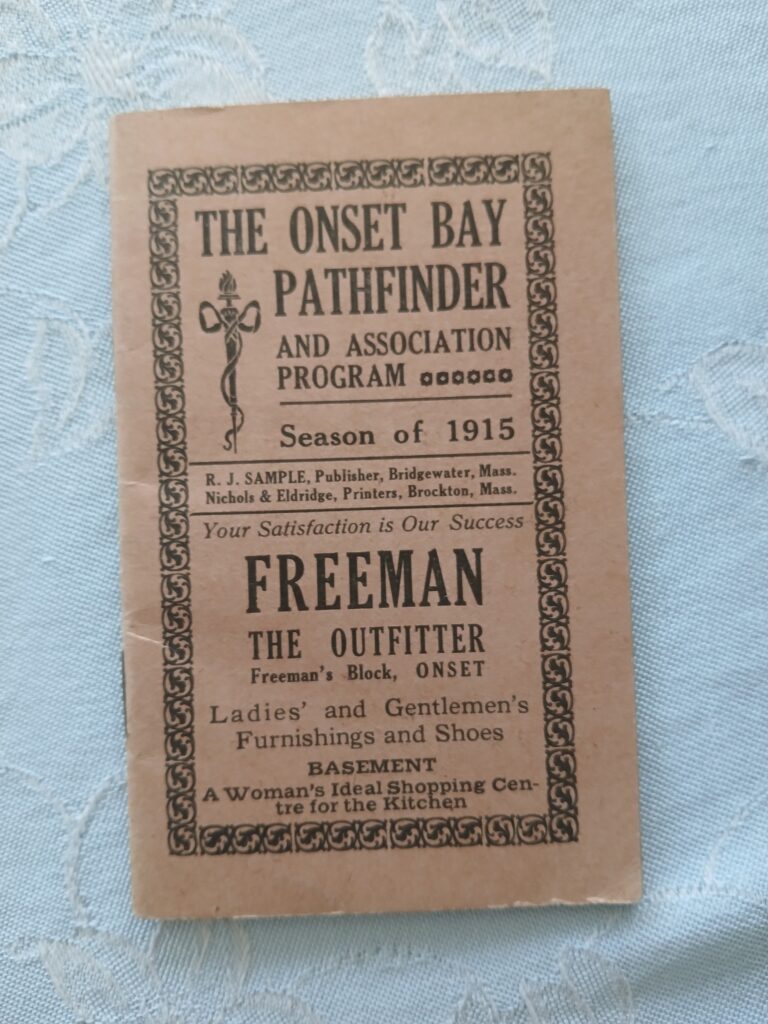 THE ONSET BAY
PATHFINDER
AND ASSOCIATION
PROGRAM
Season of 1915
R. J. SAMPLE, Publisher, Bridgewater, Mass.
Nichols & Eldridge, Printers, Brockton, Mass.
Your Satisfaction is Our Success
FREEMAN
THE OUTFITTER
Freeman's Block, ONSET
Ladies' and Gentlemen's
Furnishings and Shoes
BASEMENT
A Woman's Ideal Shopping Cen-
tre for the Kitchen